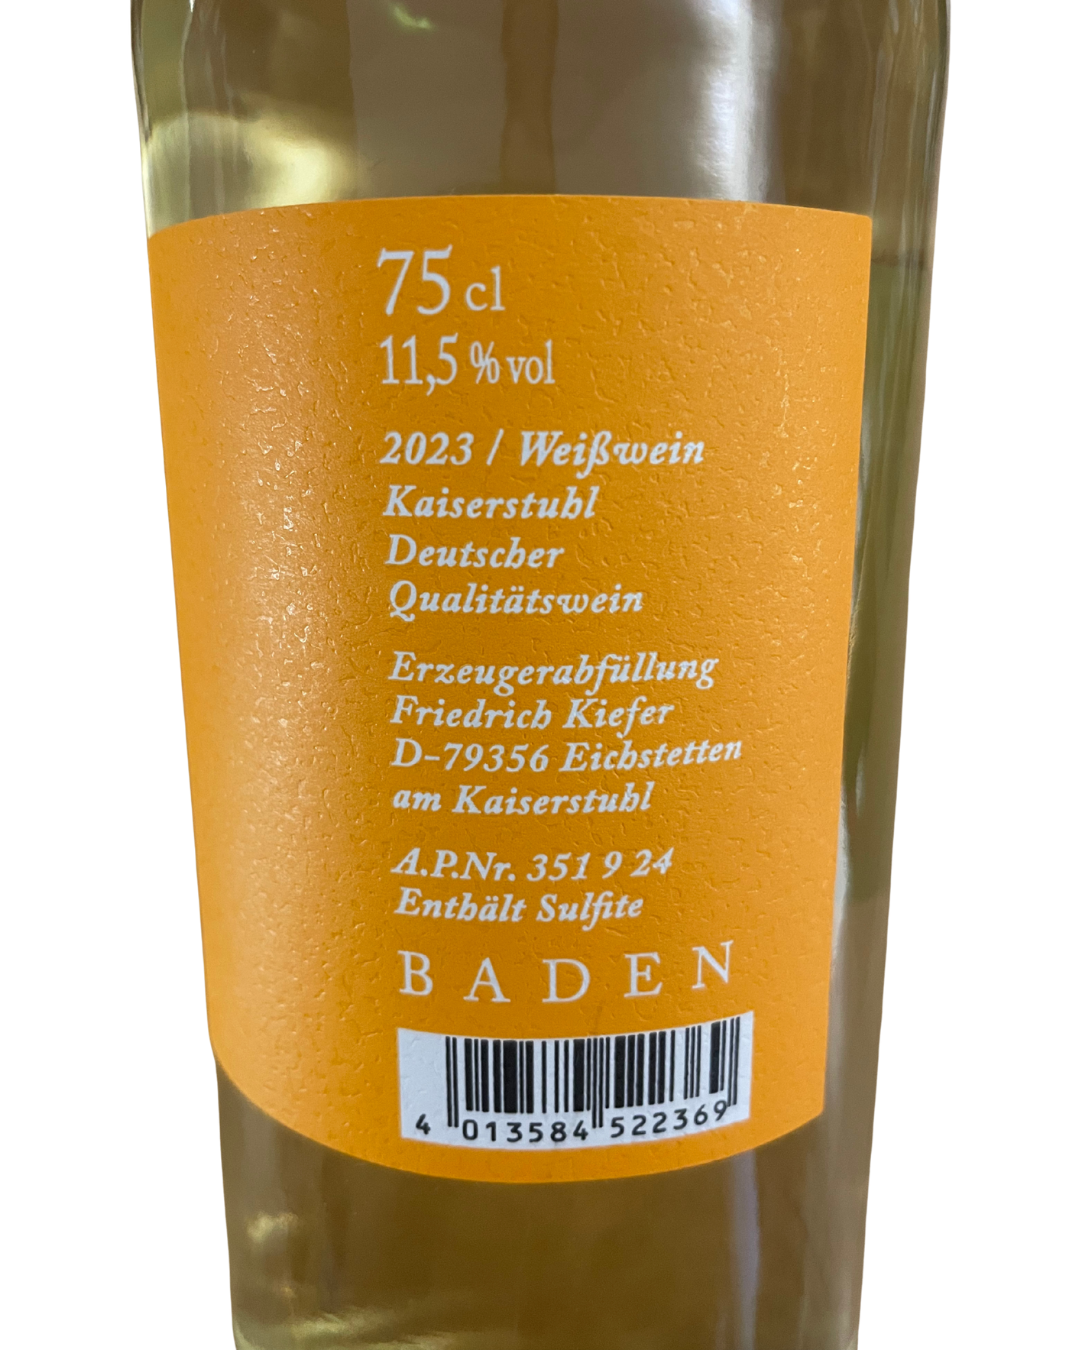 75 cl
11,5 % vol
2023 / Weißwein
Kaiserstuhl
Deutscher
Qualitätswein
Erzeugerabfüllung
Friedrich Kiefer
D-79356 Eichstetten
am Kaiserstuhl
A.P.Nr. 351 9 24
Enthält Sulfite
BADEN
4 013584 522369